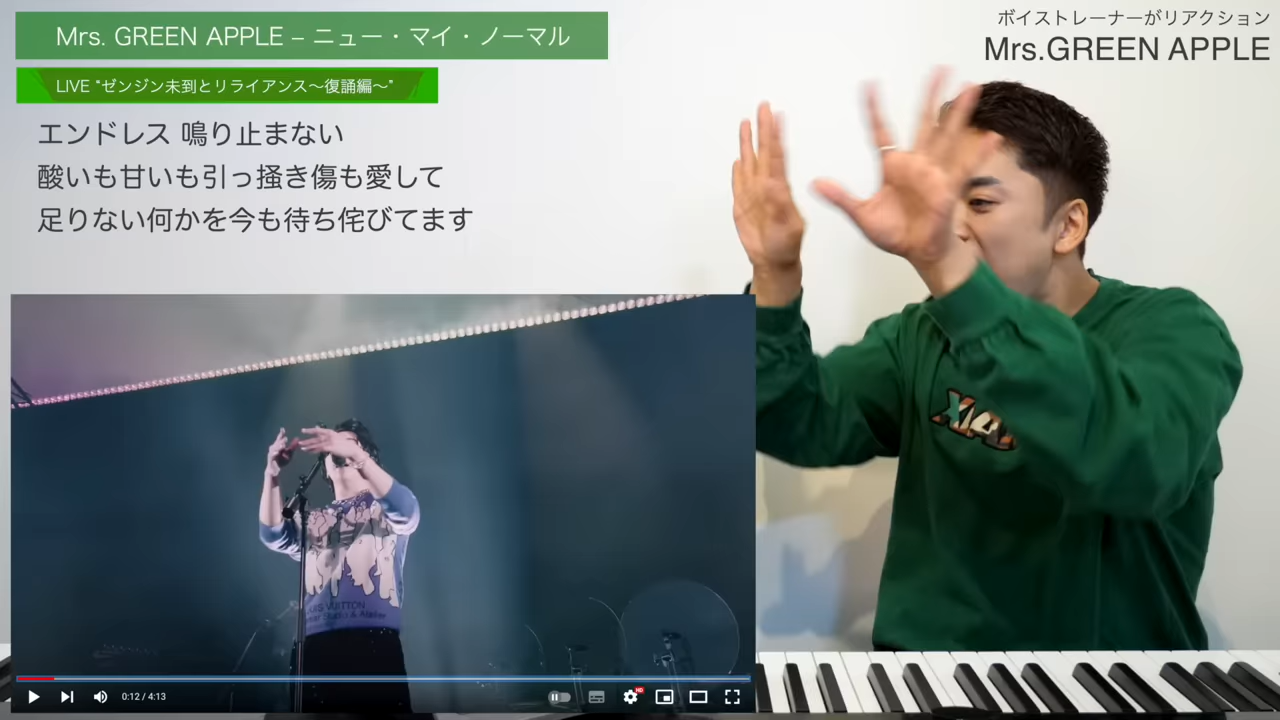 Mrs. GREEN APPLE – ニュー・マイ・ノーマル
ボイストレーナーがリアクション
Mrs.GREEN APPLE
LIVE “ゼンジン未到とリライアンス〜復誦編〜”
エンドレス 鳴り止まない
酸いも甘いも引っ掻き傷も愛して
足りない何かを今も待ち侘びてます
VUITTON
Studio & Atelier
0:12 / 4:13
HD